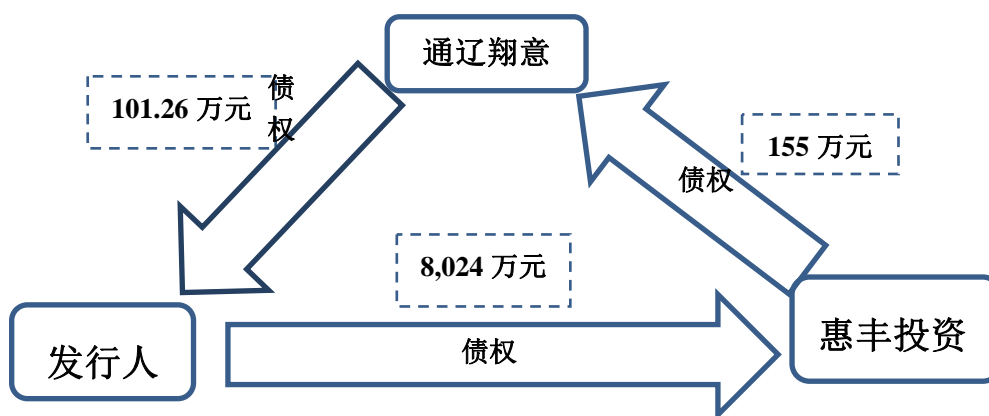 通辽翔意
101.26 万元
债
权
155 万元
债权
8,024 万元
发行人
债权
惠丰投资